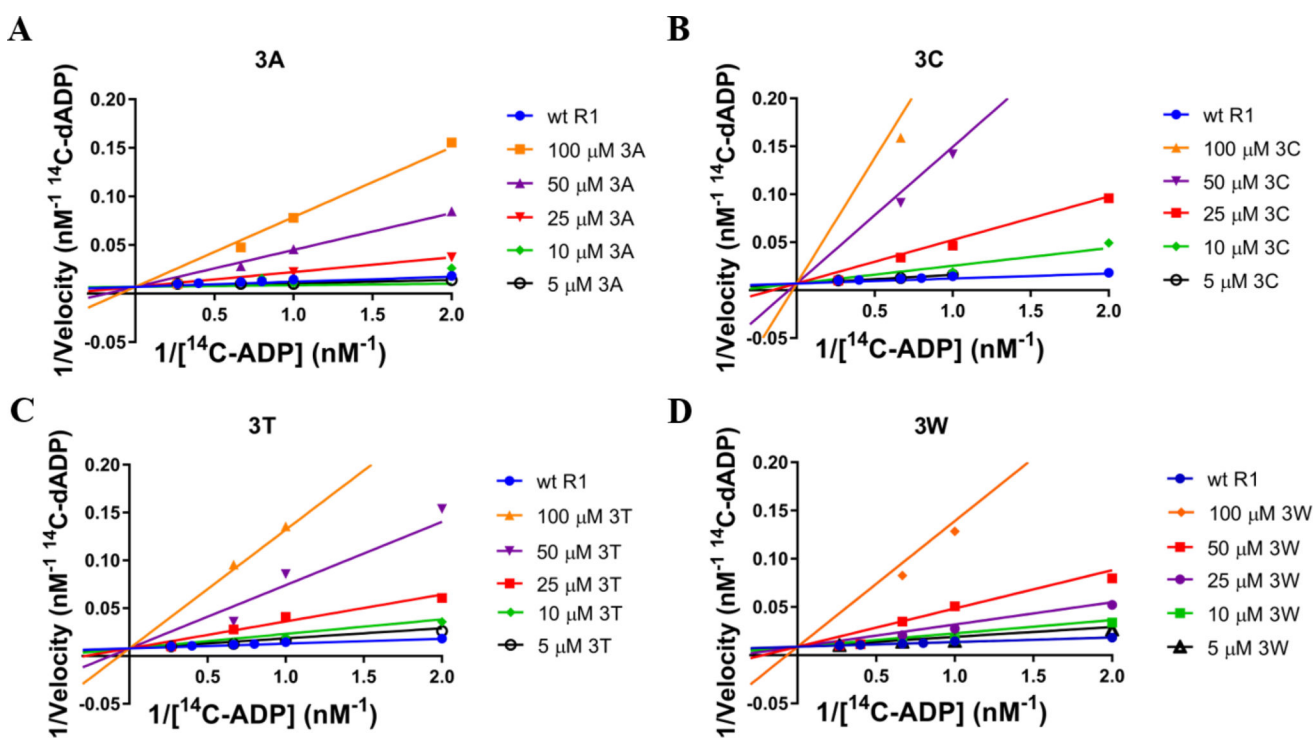 A
3A
1/Velocity (nM⁻¹ ¹⁴C-dADP)
0.20
0.15
0.10
0.05
-0.05
0.5
1.0
1.5
2.0
1/[¹⁴C-ADP] (nM⁻¹)
wt R1
100 μM 3A
50 μM 3A
25 μM 3A
10 μM 3A
5 μM 3A
B
3C
1/Velocity (nM⁻¹ ¹⁴C-dADP)
0.20
0.15
0.10
0.05
-0.05
0.5
1.0
1.5
2.0
1/[¹⁴C-ADP] (nM⁻¹)
wt R1
100 μM 3C
50 μM 3C
25 μM 3C
10 μM 3C
5 μM 3C
C
3T
1/Velocity (nM⁻¹ ¹⁴C-dADP)
0.20
0.15
0.10
0.05
-0.05
0.5
1.0
1.5
2.0
1/[¹⁴C-ADP] (nM⁻¹)
wt R1
100 μM 3T
50 μM 3T
25 μM 3T
10 μM 3T
5 μM 3T
D
3W
1/Velocity (nM⁻¹ ¹⁴C-dADP)
0.20
0.15
0.10
0.05
-0.05
0.5
1.0
1.5
2.0
1/[¹⁴C-ADP] (nM⁻¹)
wt R1
100 μM 3W
50 μM 3W
25 μM 3W
10 μM 3W
5 μM 3W